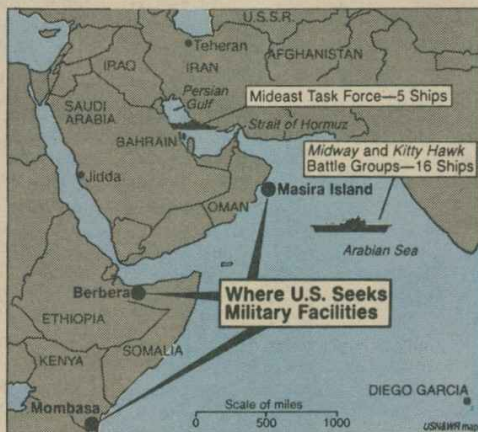 U.S.S.R.
Teheran
AFGHANISTAN
IRAQ
IRAN
Persian
Gulf
Mideast Task Force—5 Ships
SAUDI
ARABIA
Strait of Hormuz
BAHRAIN
Midway and Kitty Hawk
Battle Groups—16 Ships
Jidda
Masira Island
OMAN
Arabian Sea
Berbera
Where U.S. Seeks
Military Facilities
ETHIOPIA
SOMALIA
KENYA
DIEGO GARCIA
Mombasa
Scale of miles
0 500 1000
USN&WR map